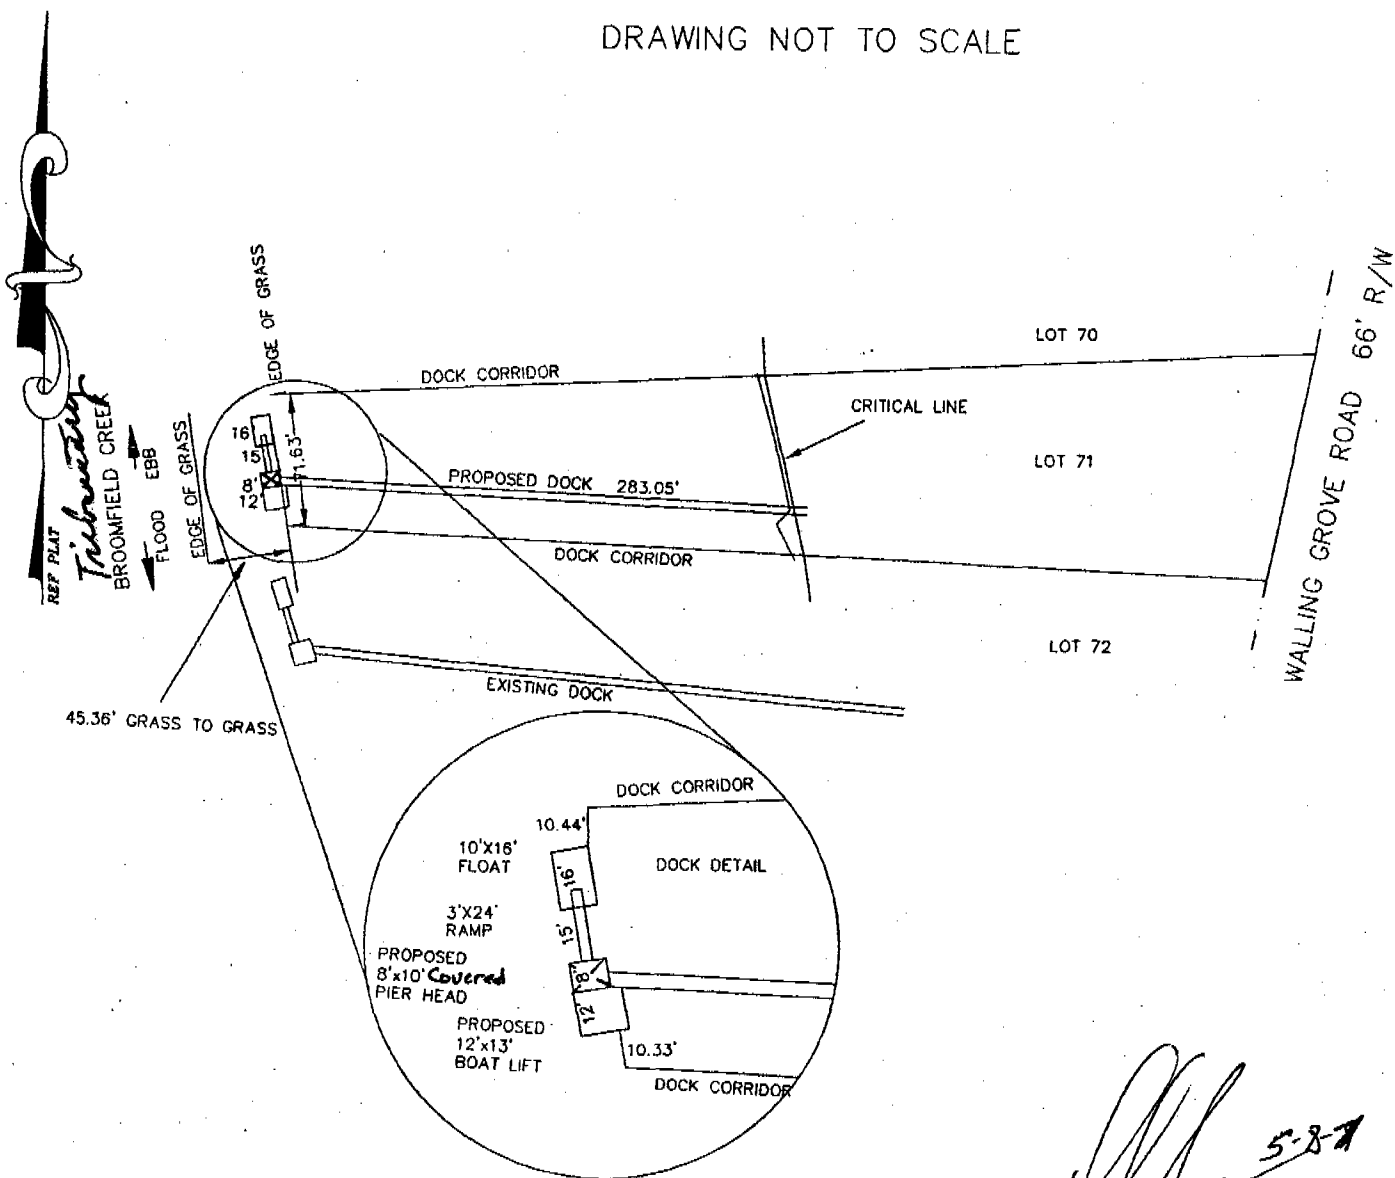 DRAWING NOT TO SCALE
EDGE OF GRASS
LOT 70
WALLING GROVE ROAD 66' R/W
DOCK CORRIDOR
CRITICAL LINE
LOT 71
16'
15'
8'
12'
71.63'
PROPOSED DOCK 283.05'
DOCK CORRIDOR
REF PLAT
Tributary
BROOMFIELD CREEK
FLOOD EBB
EDGE OF GRASS
LOT 72
EXISTING DOCK
45.36' GRASS TO GRASS
DOCK CORRIDOR
10.44'
10'X16'
FLOAT
16'
DOCK DETAIL
3'X24'
RAMP
15'
PROPOSED
8'x10' Covered
PIER HEAD
8'
12'
PROPOSED
12'x13'
BOAT LIFT
10.33'
DOCK CORRIDOR